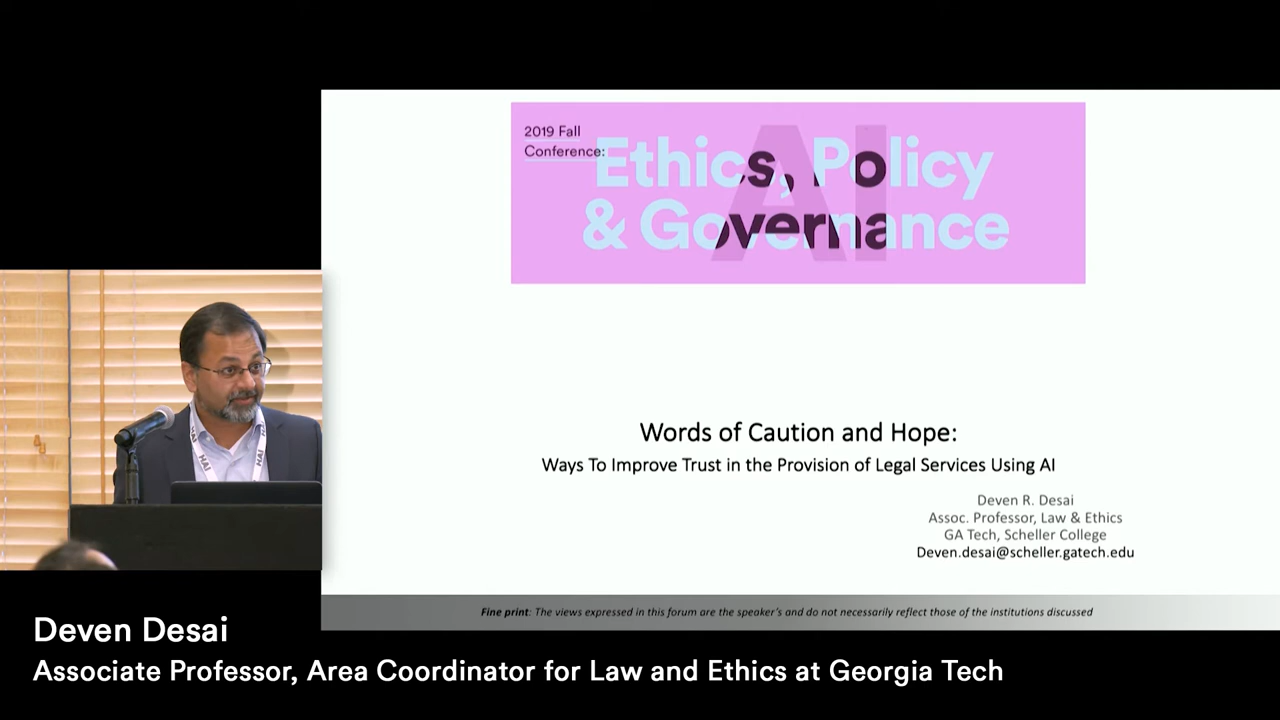 2019 Fall
Conference:
AI
Ethics, Policy
& Governance
Words of Caution and Hope:
Ways To Improve Trust in the Provision of Legal Services Using AI
Deven R. Desai
Assoc. Professor, Law & Ethics
GA Tech, Scheller College
Deven.desai@scheller.gatech.edu
Fine print: The views expressed in this forum are the speaker's and do not necessarily reflect those of the institutions discussed
HAI
HAI
Deven Desai
Associate Professor, Area Coordinator for Law and Ethics at Georgia Tech